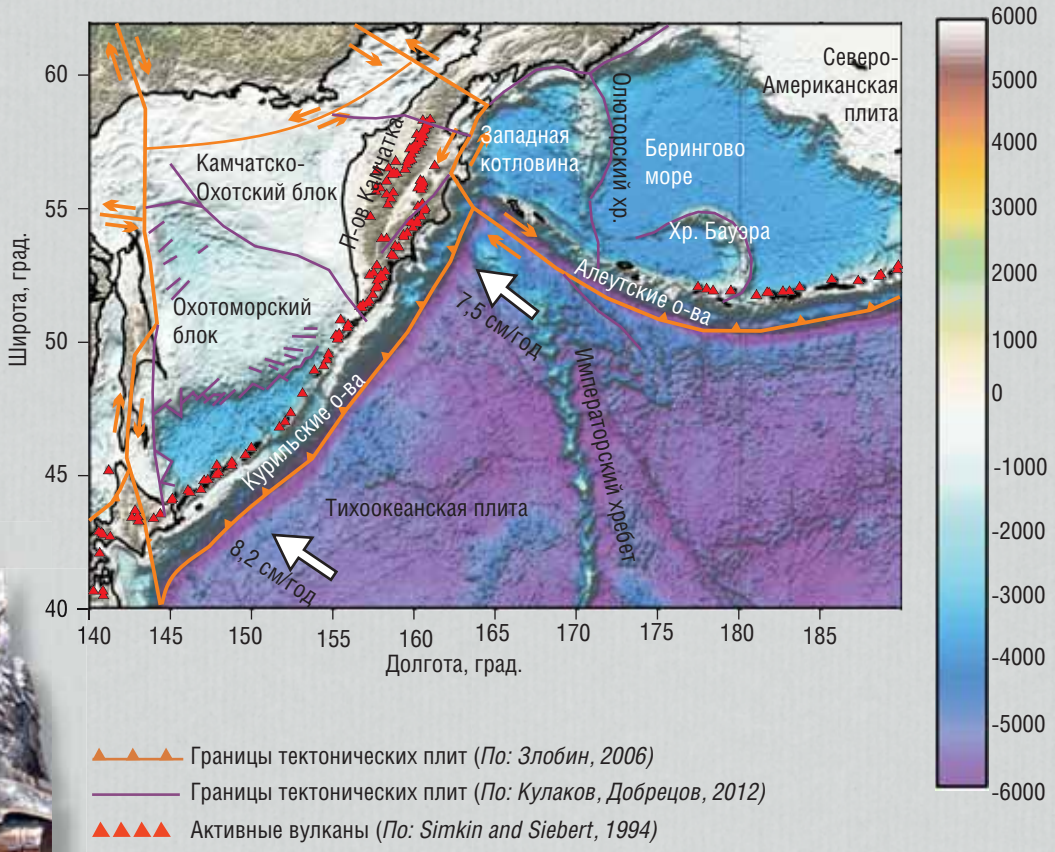 60
55
50
45
40
Широта, град.
140
145
150
155
160
165
170
175
180
185
Долгота, град.
Северо-
Американская
плита
Олюторский хр.
Западная
котловина
Берингово
море
П-ов Камчатка
Камчатско-
Охотский блок
Хр. Бауэра
Алеутские о-ва
Охотоморский
блок
7,5 см/год
Курильские о-ва
Императорский хребет
Тихоокеанская плита
8,2 см/год
6000
5000
4000
3000
2000
1000
0
-1000
-2000
-3000
-4000
-5000
-6000
Границы тектонических плит (По: Злобин, 2006)
Границы тектонических плит (По: Кулаков, Добрецов, 2012)
Активные вулканы (По: Simkin and Siebert, 1994)